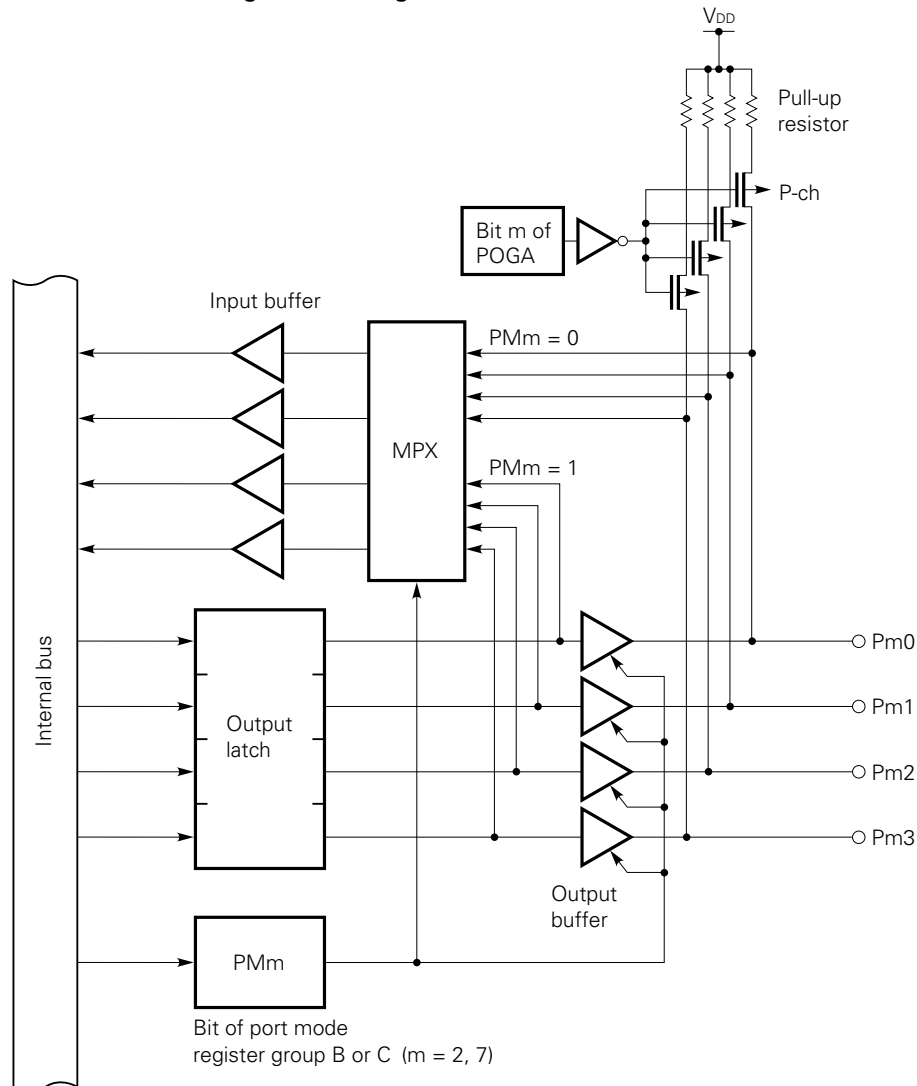 VDD
Pull-up
resistor
P-ch
Bit m of
POGA
Input buffer
PMm = 0
MPX
PMm = 1
Internal bus
Output
latch
Pm0
Pm1
Pm2
Pm3
Output
buffer
PMm
Bit of port mode
register group B or C (m = 2, 7)